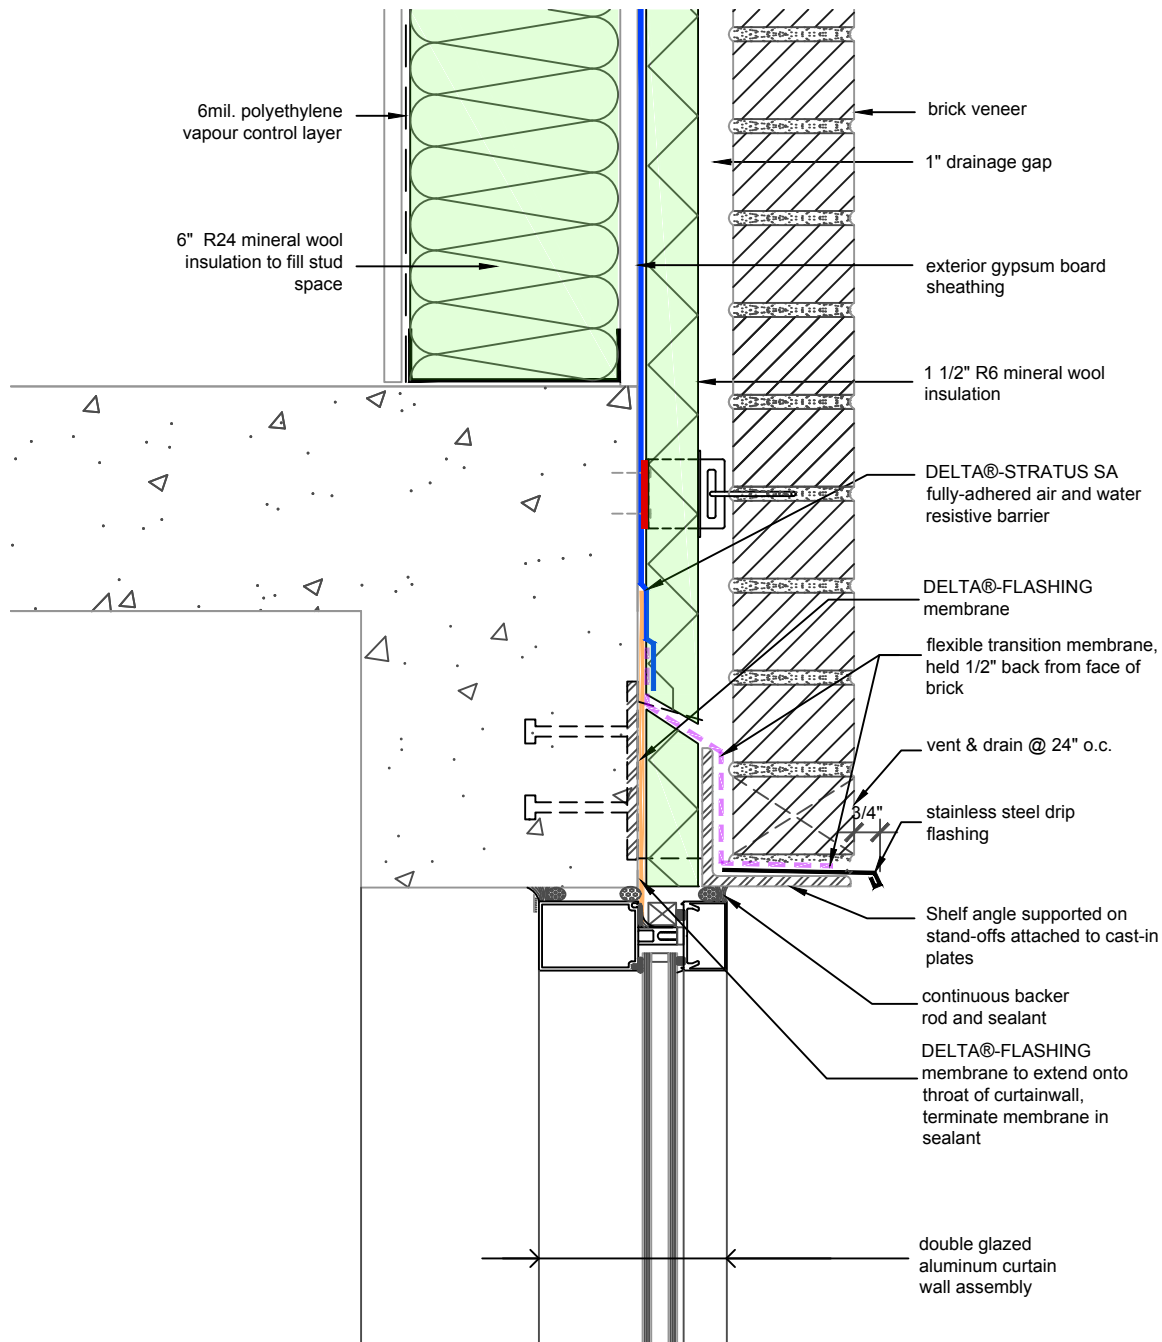 6mil. polyethylene
vapour control layer
6" R24 mineral wool
insulation to fill stud
space
brick veneer
1" drainage gap
exterior gypsum board
sheathing
1 1/2" R6 mineral wool
insulation
DELTA®-STRATUS SA
fully-adhered air and water
resistive barrier
DELTA®-FLASHING
membrane
flexible transition membrane,
held 1/2" back from face of
brick
vent & drain @ 24" o.c.
3/4"
stainless steel drip
flashing
Shelf angle supported on
stand-offs attached to cast-in
plates
continuous backer
rod and sealant
DELTA®-FLASHING
membrane to extend onto
throat of curtainwall,
terminate membrane in
sealant
double glazed
aluminum curtain
wall assembly